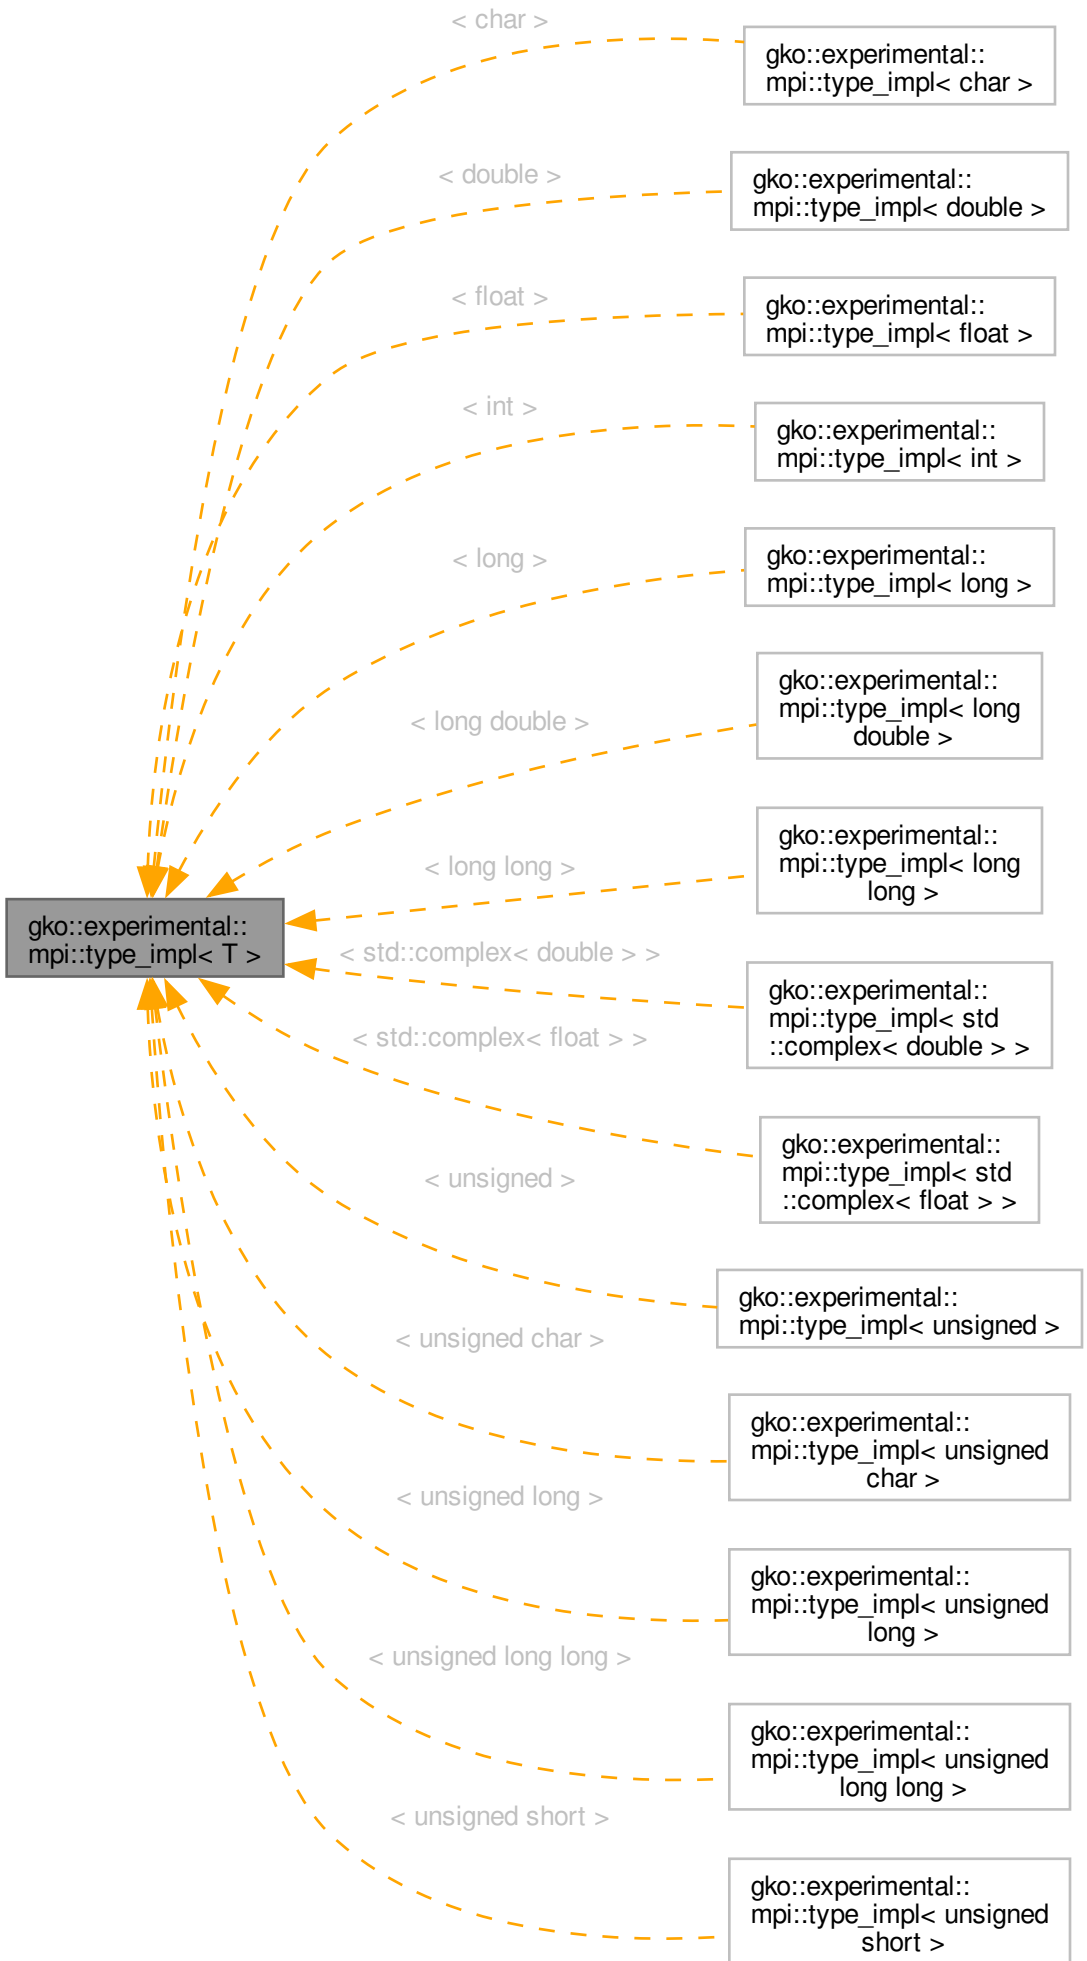 < char >
gko::experimental::
mpi::type_impl< char >
< double >
gko::experimental::
mpi::type_impl< double >
< float >
gko::experimental::
mpi::type_impl< float >
< int >
gko::experimental::
mpi::type_impl< int >
< long >
gko::experimental::
mpi::type_impl< long >
< long double >
gko::experimental::
mpi::type_impl< long
double >
< long long >
gko::experimental::
mpi::type_impl< long
long >
gko::experimental::
mpi::type_impl< T >
< std::complex< double > >
gko::experimental::
mpi::type_impl< std
::complex< double > >
< std::complex< float > >
gko::experimental::
mpi::type_impl< std
::complex< float > >
< unsigned >
gko::experimental::
mpi::type_impl< unsigned >
< unsigned char >
gko::experimental::
mpi::type_impl< unsigned
char >
< unsigned long >
gko::experimental::
mpi::type_impl< unsigned
long >
< unsigned long long >
gko::experimental::
mpi::type_impl< unsigned
long long >
< unsigned short >
gko::experimental::
mpi::type_impl< unsigned
short >